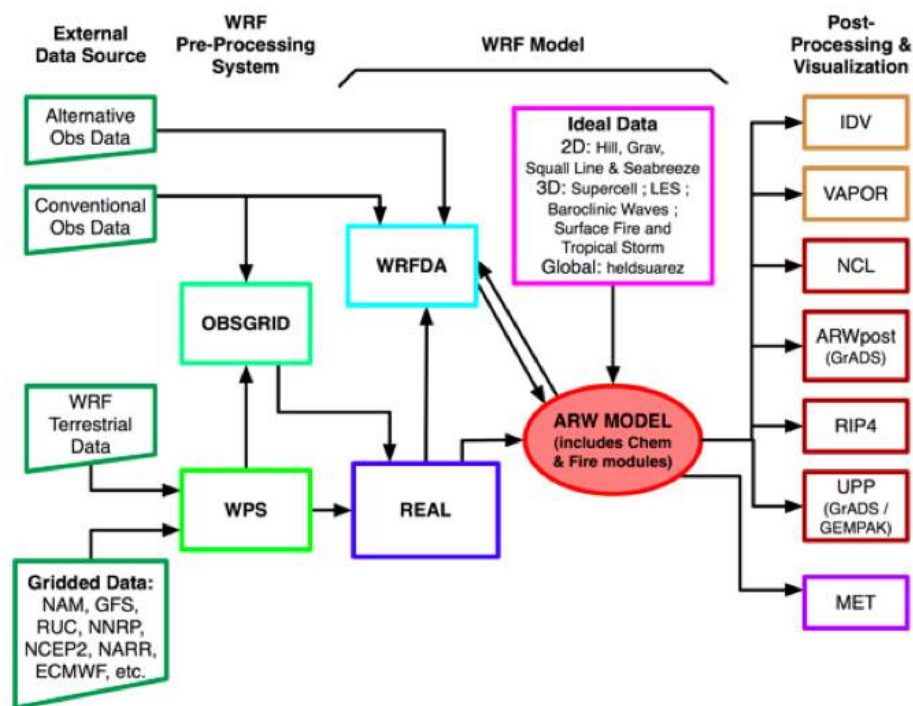 External
Data Source
WRF
Pre-Processing
System
WRF Model
Post-
Processing &
Visualization
Alternative
Obs Data
Conventional
Obs Data
WRF
Terrestrial
Data
Gridded Data:
NAM, GFS,
RUC, NNRP,
NCEP2, NARR,
ECMWF, etc.
OBSGRID
WPS
WRFDA
REAL
Ideal Data
2D: Hill, Grav,
Squall Line & Seabreeze
3D: Supercell ; LES ;
Baroclinic Waves ;
Surface Fire and
Tropical Storm
Global: heldsuarez
ARW MODEL
(includes Chem
& Fire modules)
IDV
VAPOR
NCL
ARWpost
(GrADS)
RIP4
UPP
(GrADS /
GEMPAK)
MET